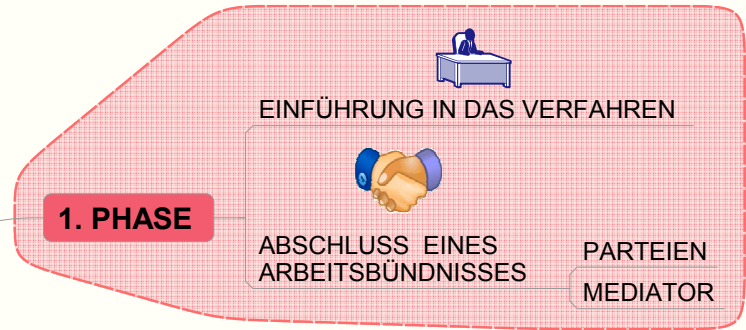 EINFÜHRUNG IN DAS VERFAHREN
1. PHASE
ABSCHLUSS EINES
ARBEITSBÜNDNISSES
PARTEIEN
MEDIATOR